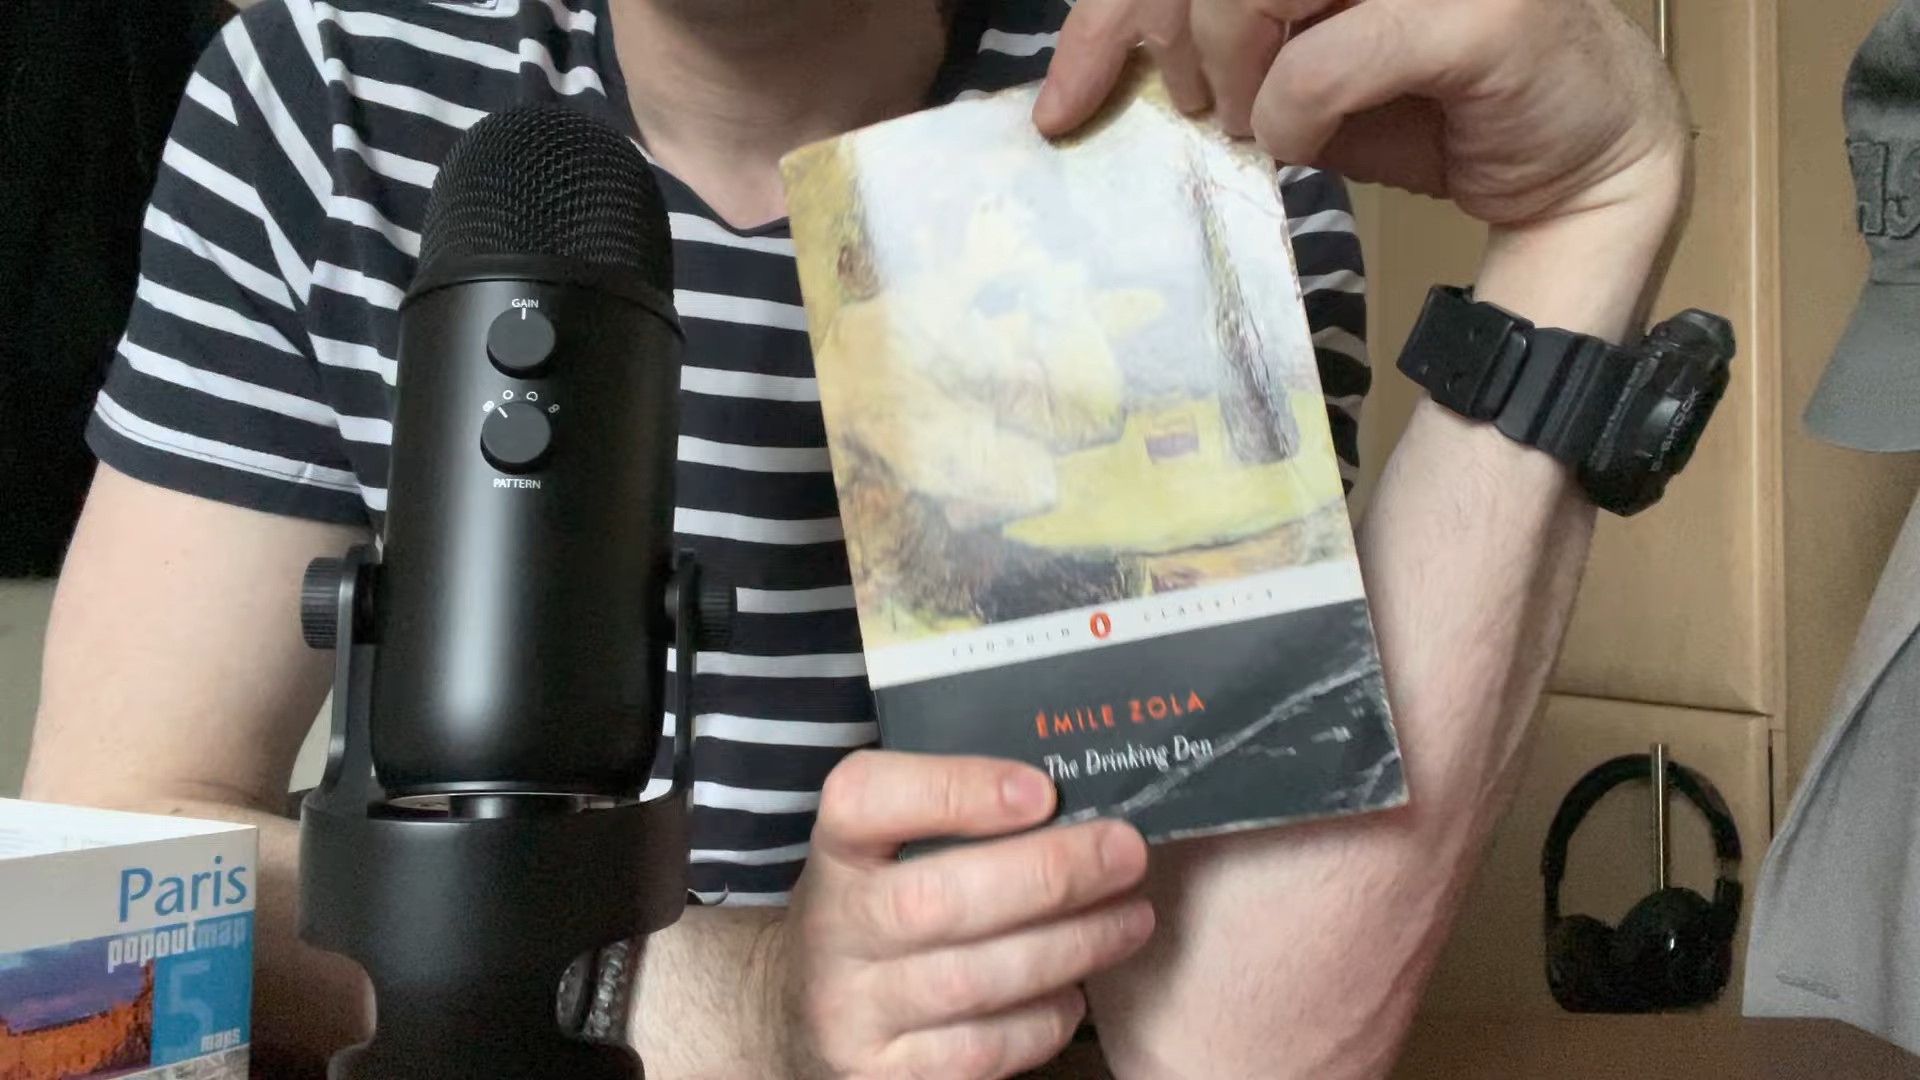 GAIN
PATTERN
PENGUIN CLASSICS
ÉMILE ZOLA
The Drinking Den
G-SHOCK
Paris
popoutmap
5
maps